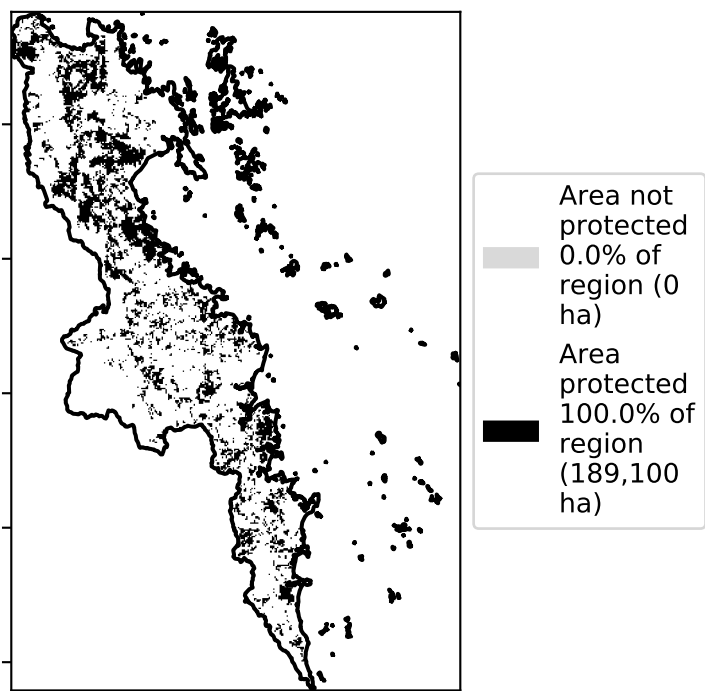 Area not
protected
0.0% of
region (0
ha)
Area
protected
100.0% of
region
(189,100
ha)